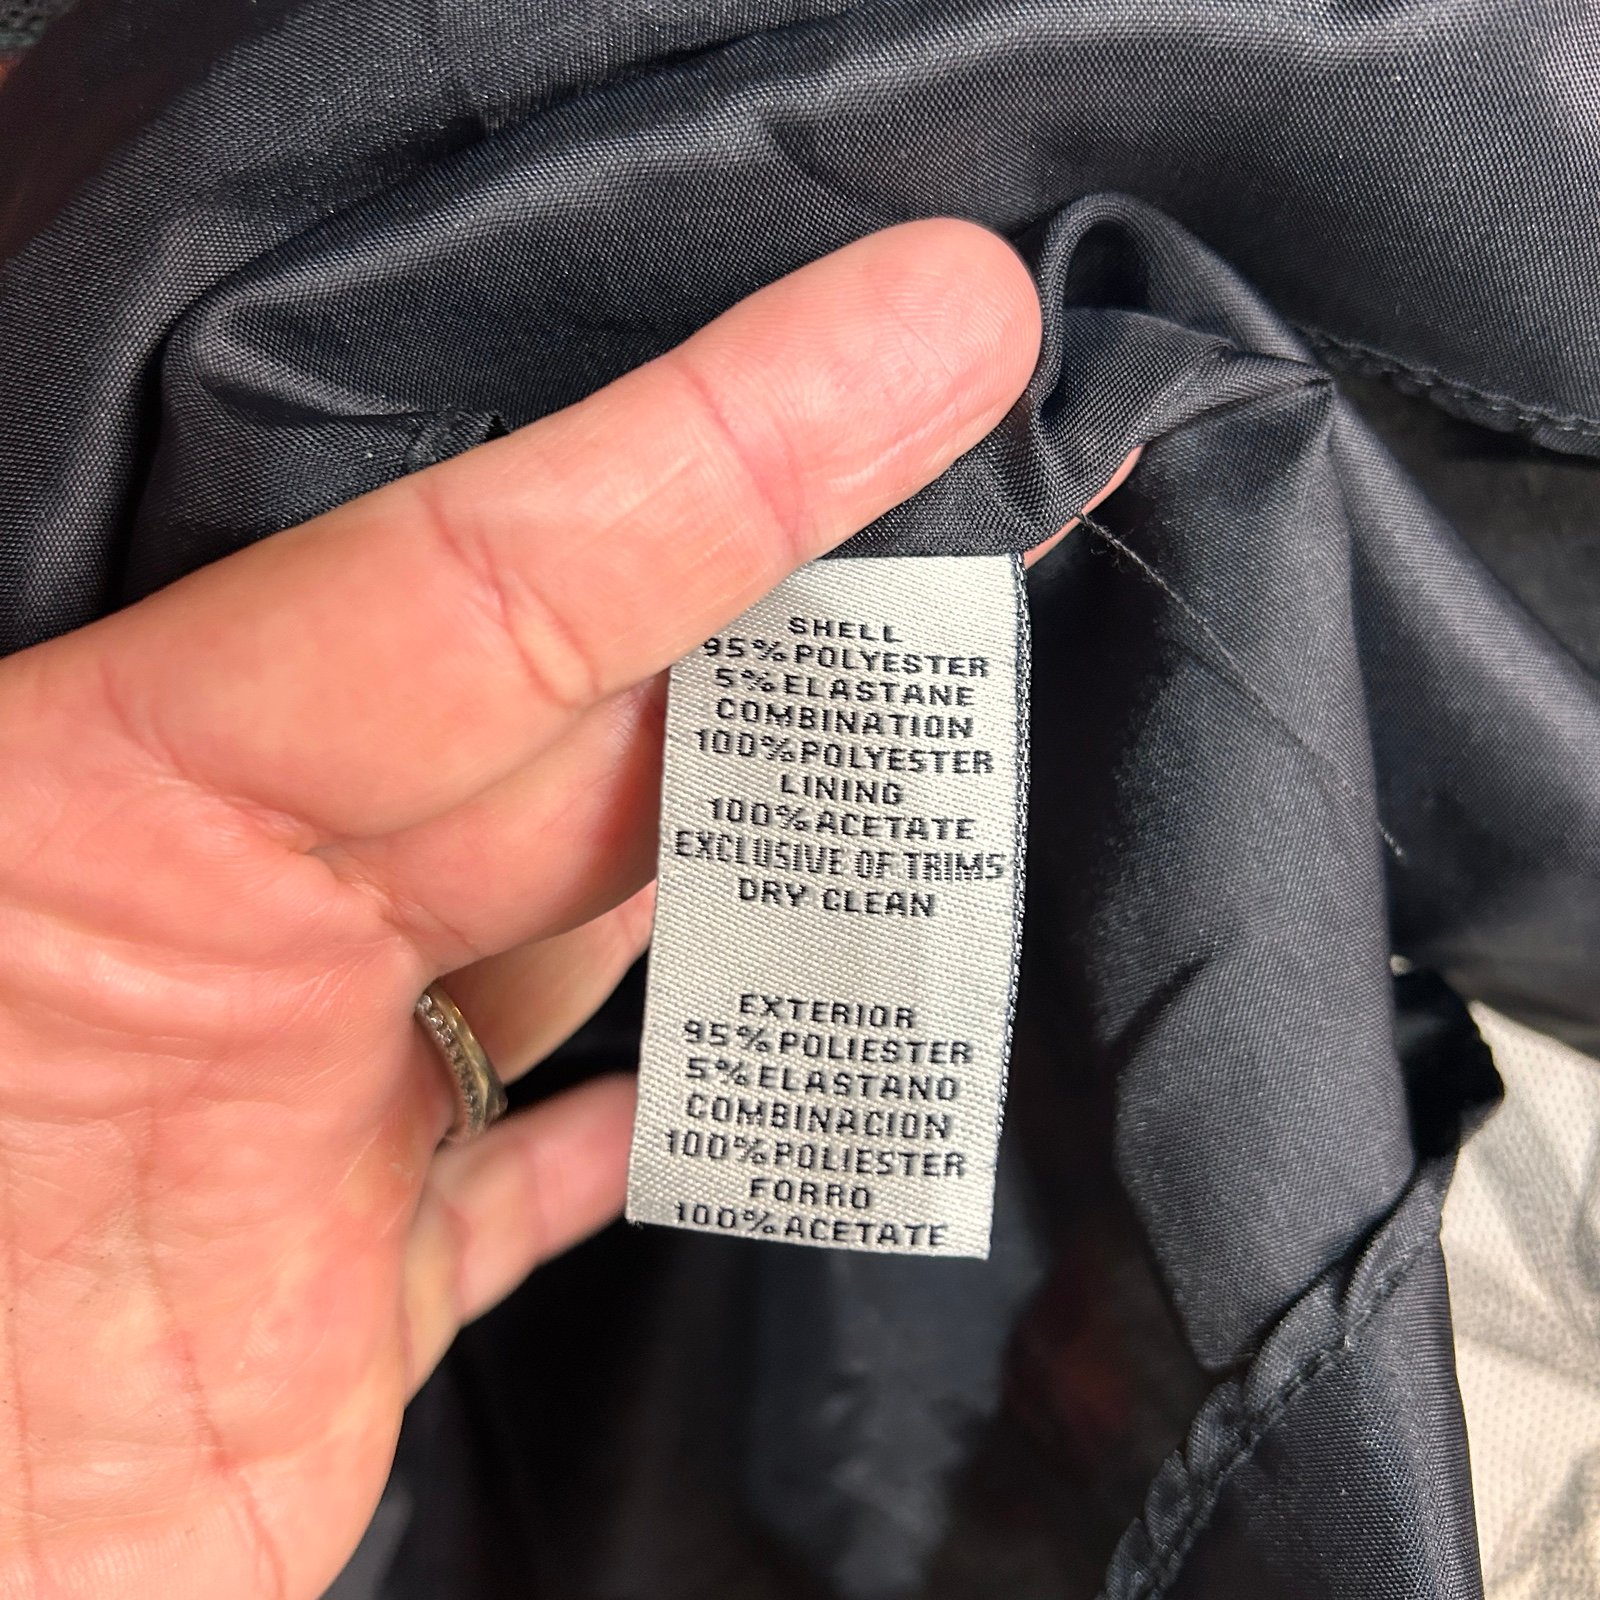 SHELL
95% POLYESTER
5% ELASTANE
COMBINATION
100% POLYESTER
LINING
100% ACETATE
EXCLUSIVE OF TRIMS
DRY CLEAN
EXTERIOR
95% POLIESTER
5% ELASTANO
COMBINACION
100% POLIESTER
FORRO
100% ACETATE